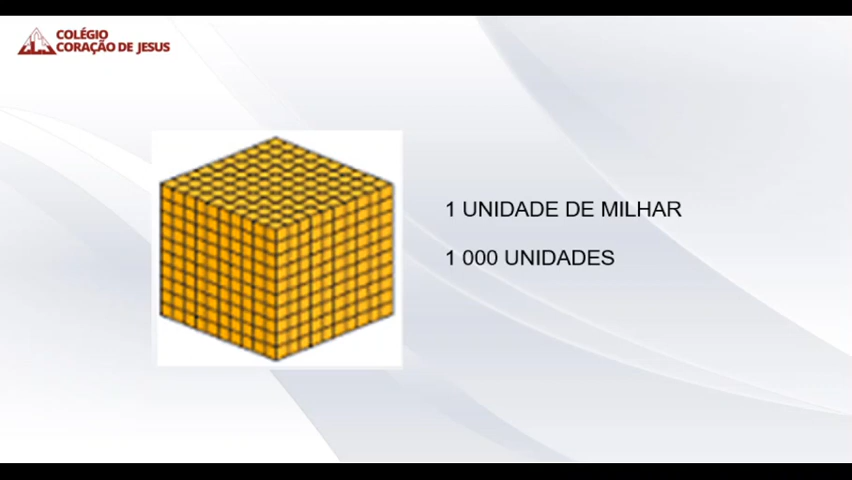 COLÉGIO
CORAÇÃO DE JESUS
1 UNIDADE DE MILHAR
1 000 UNIDADES